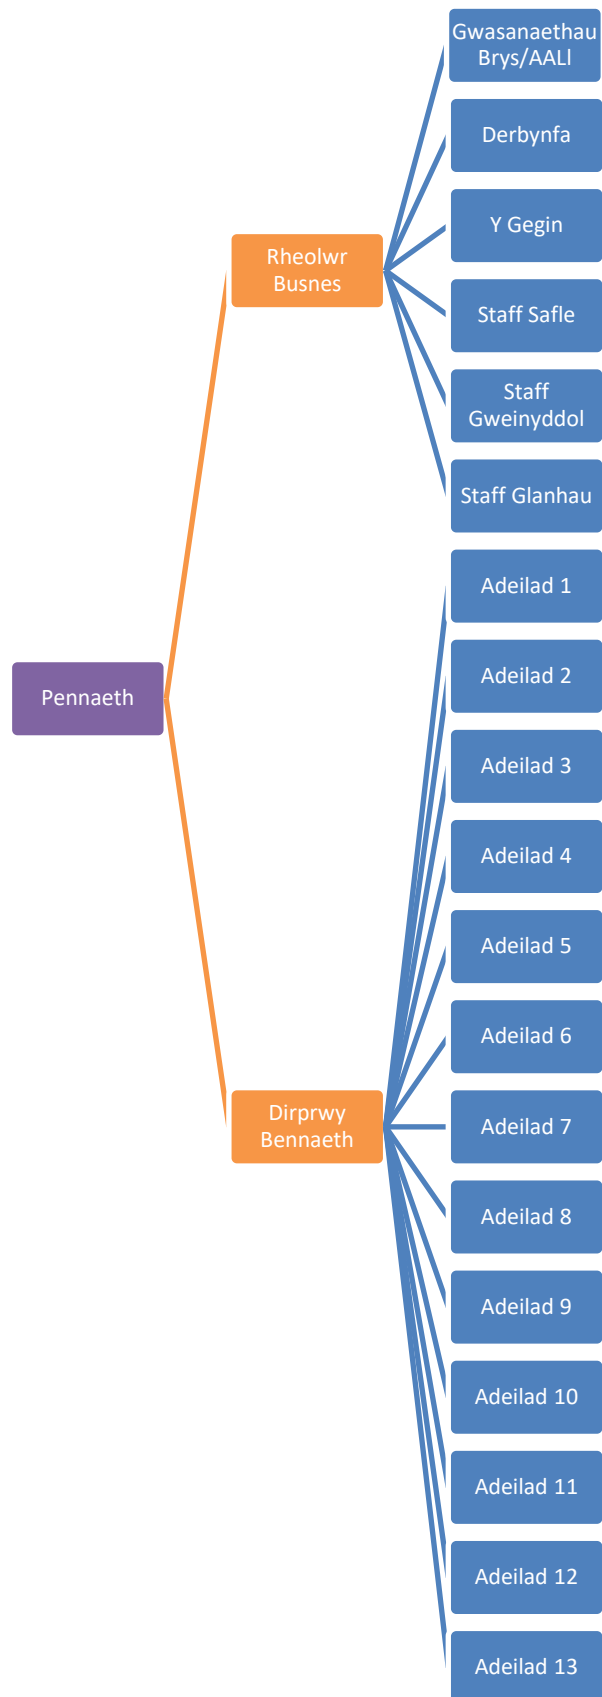 Gwasanaethau
Brys/AALl
Derbynfa
Y Gegin
Rheolwr
Busnes
Staff Safle
Staff
Gweinyddol
Staff Glanhau
Adeilad 1
Adeilad 2
Pennaeth
Adeilad 3
Adeilad 4
Adeilad 5
Adeilad 6
Dirprwy
Bennaeth
Adeilad 7
Adeilad 8
Adeilad 9
Adeilad 10
Adeilad 11
Adeilad 12
Adeilad 13